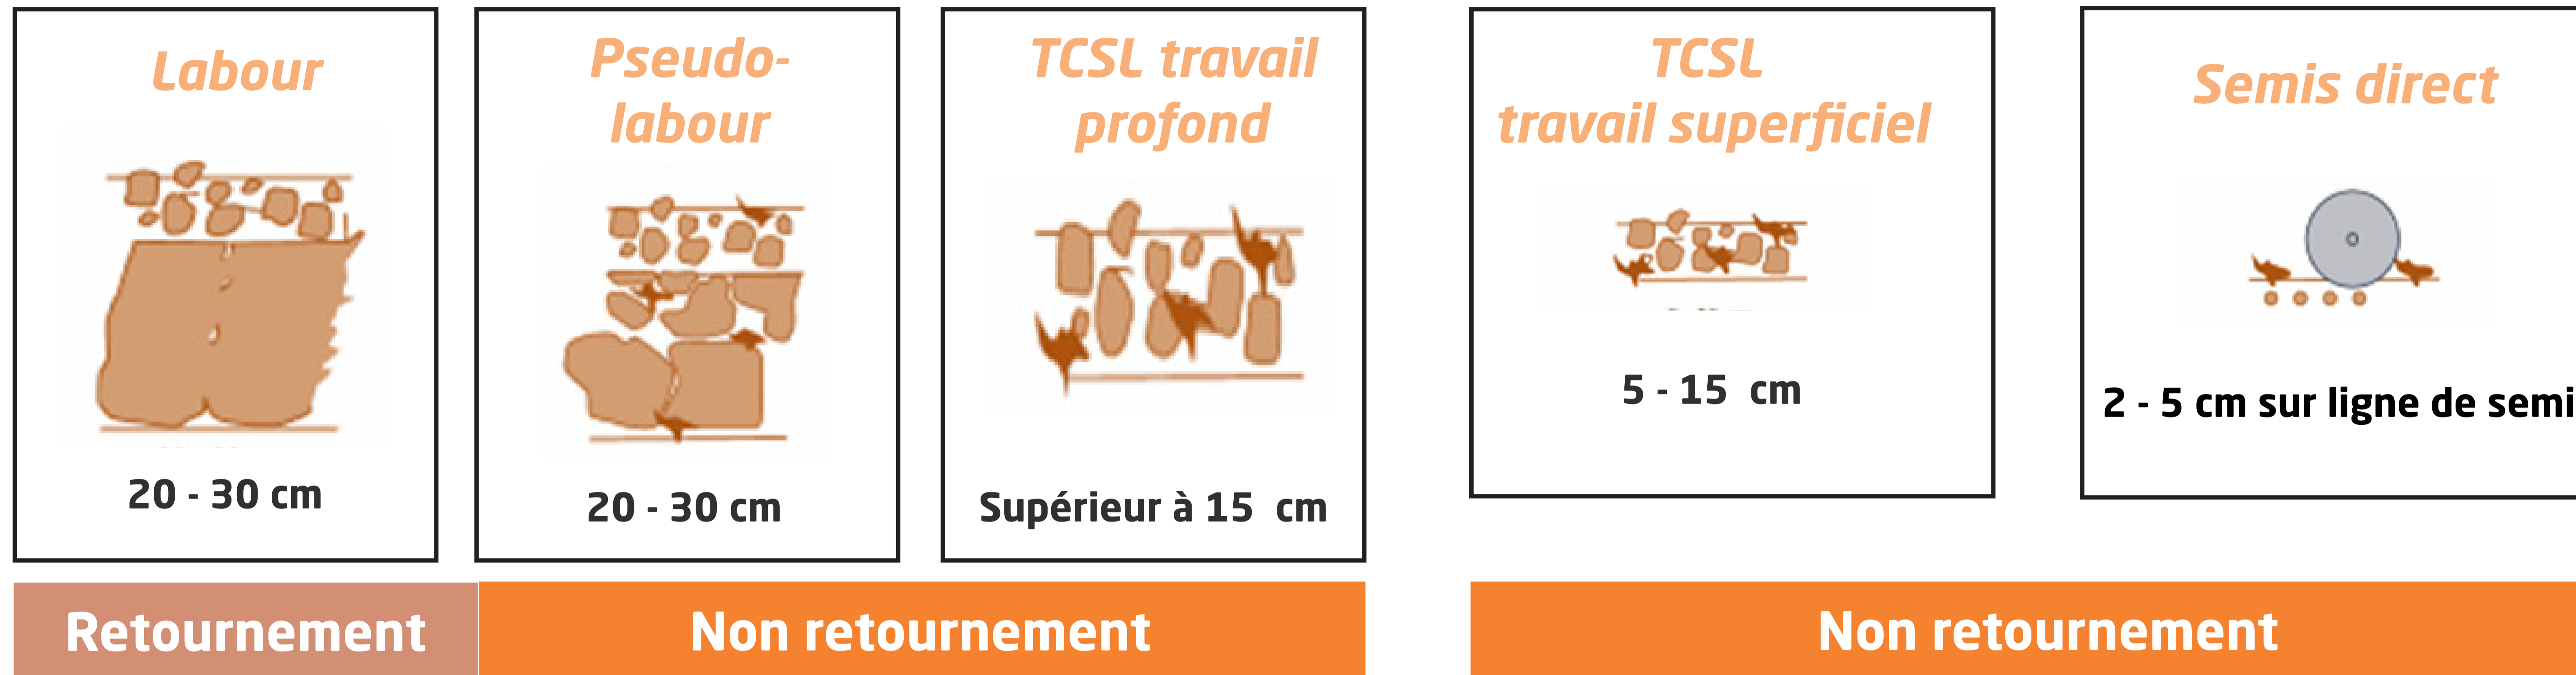 Labour
20 - 30 cm
Pseudo-
labour
20 - 30 cm
TCSL travail
profond
Supérieur à 15 cm
TCSL
travail superficiel
5 - 15 cm
Semis direct
2 - 5 cm sur ligne de semi
Retournement
Non retournement
Non retournement